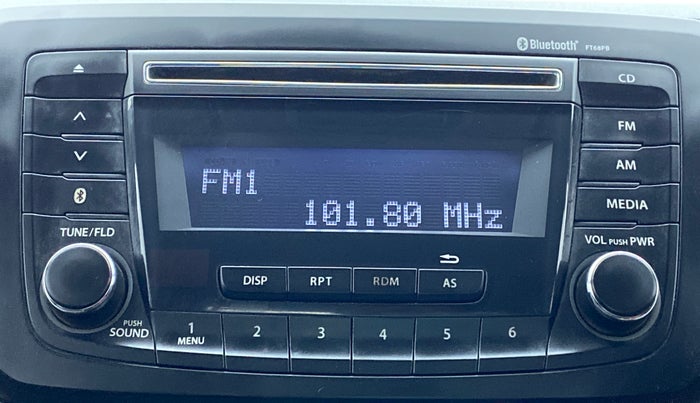 Bluetooth®
FT68PB
CD
FM
AM
MEDIA
FM1
101.80 MHz
TUNE/FLD
VOL PUSH PWR
DISP
RPT
RDM
AS
PUSH
SOUND
1
MENU
2
3
4
5
6